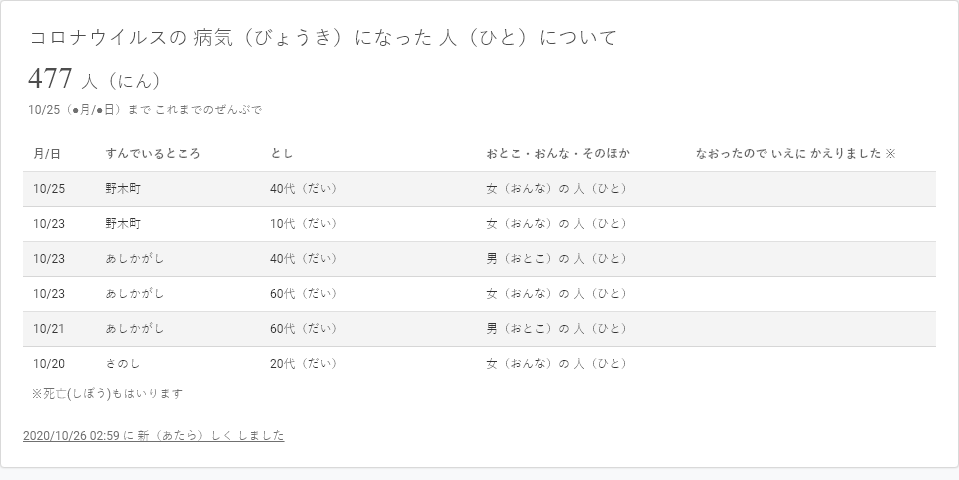 コロナウイルスの 病気（びょうき）になった 人（ひと）について
477 人（にん）
10/25（●月/●日）まで これまでのぜんぶで
月/日 すんでいるところ とし おとこ・おんな・そのほか なおったので いえに かえりました ※
10/25 野木町 40代（だい） 女（おんな）の 人（ひと）
10/23 野木町 10代（だい） 女（おんな）の 人（ひと）
10/23 あしかがし 40代（だい） 男（おとこ）の 人（ひと）
10/23 あしかがし 60代（だい） 女（おんな）の 人（ひと）
10/21 あしかがし 60代（だい） 男（おとこ）の 人（ひと）
10/20 さのし 20代（だい） 女（おんな）の 人（ひと）
※死亡(しぼう)もはいります
2020/10/26 02:59 に 新（あたら）しく しました